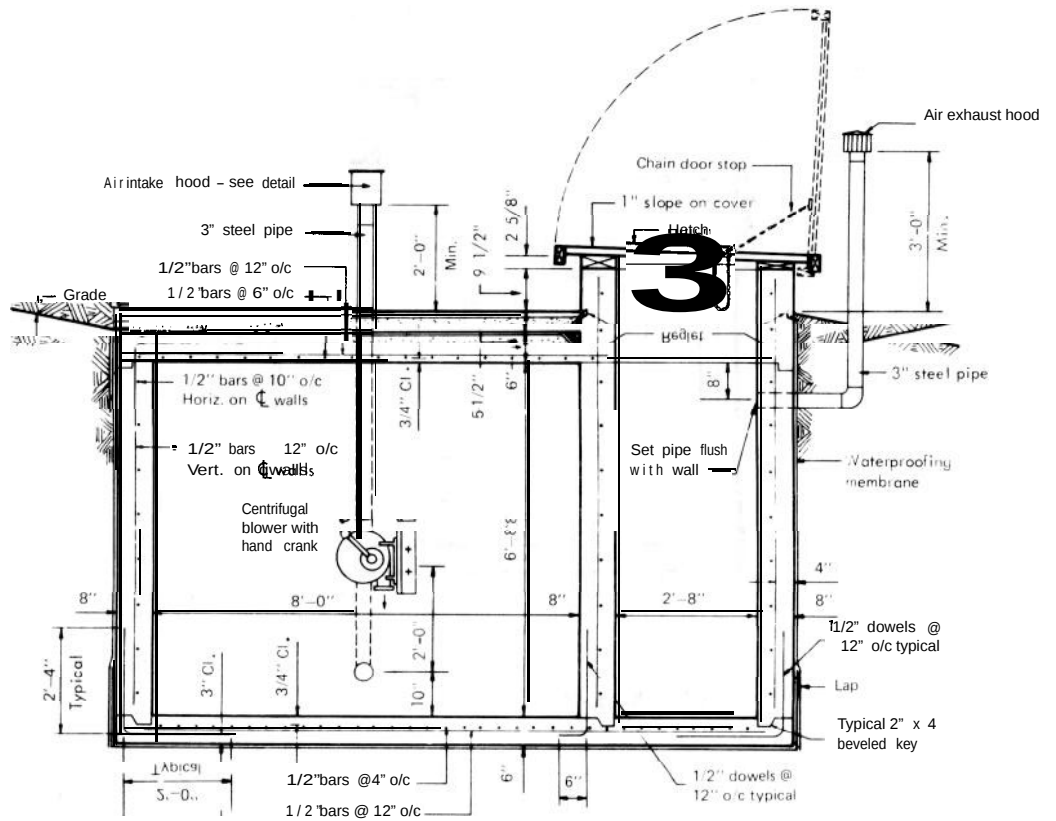 Air exhaust hood
Chain door stop
Air intake hood – see detail
1" slope on cover
2 5/8"
Hatch
3
3" steel pipe
2'-0"
Min.
9 1/2"
3'-0"
Min.
1/2"bars @ 12" o/c
1/2"bars @ 6" o/c
Grade
Reglet
1/2" bars @ 10" o/c
Horiz. on ℄ walls
3/4" Cl.
5 1/2"
6"
8"
3" steel pipe
1/2" bars 12" o/c
Vert. on ℄ walls
Set pipe flush
with wall
Waterproofing
membrane
Centrifugal
blower with
hand crank
4"
8"
8'-0"
8"
2'-8"
8"
1/2" dowels @
12" o/c typical
2'-4"
Typical
3" Cl.
3/4" Cl.
2'-0"
10"
Lap
Typical 2" x 4
beveled key
Typical
2'-0"
1/2"bars @4" o/c
6"
6"
1/2" dowels @
12" o/c typical
1/2"bars @ 12" o/c